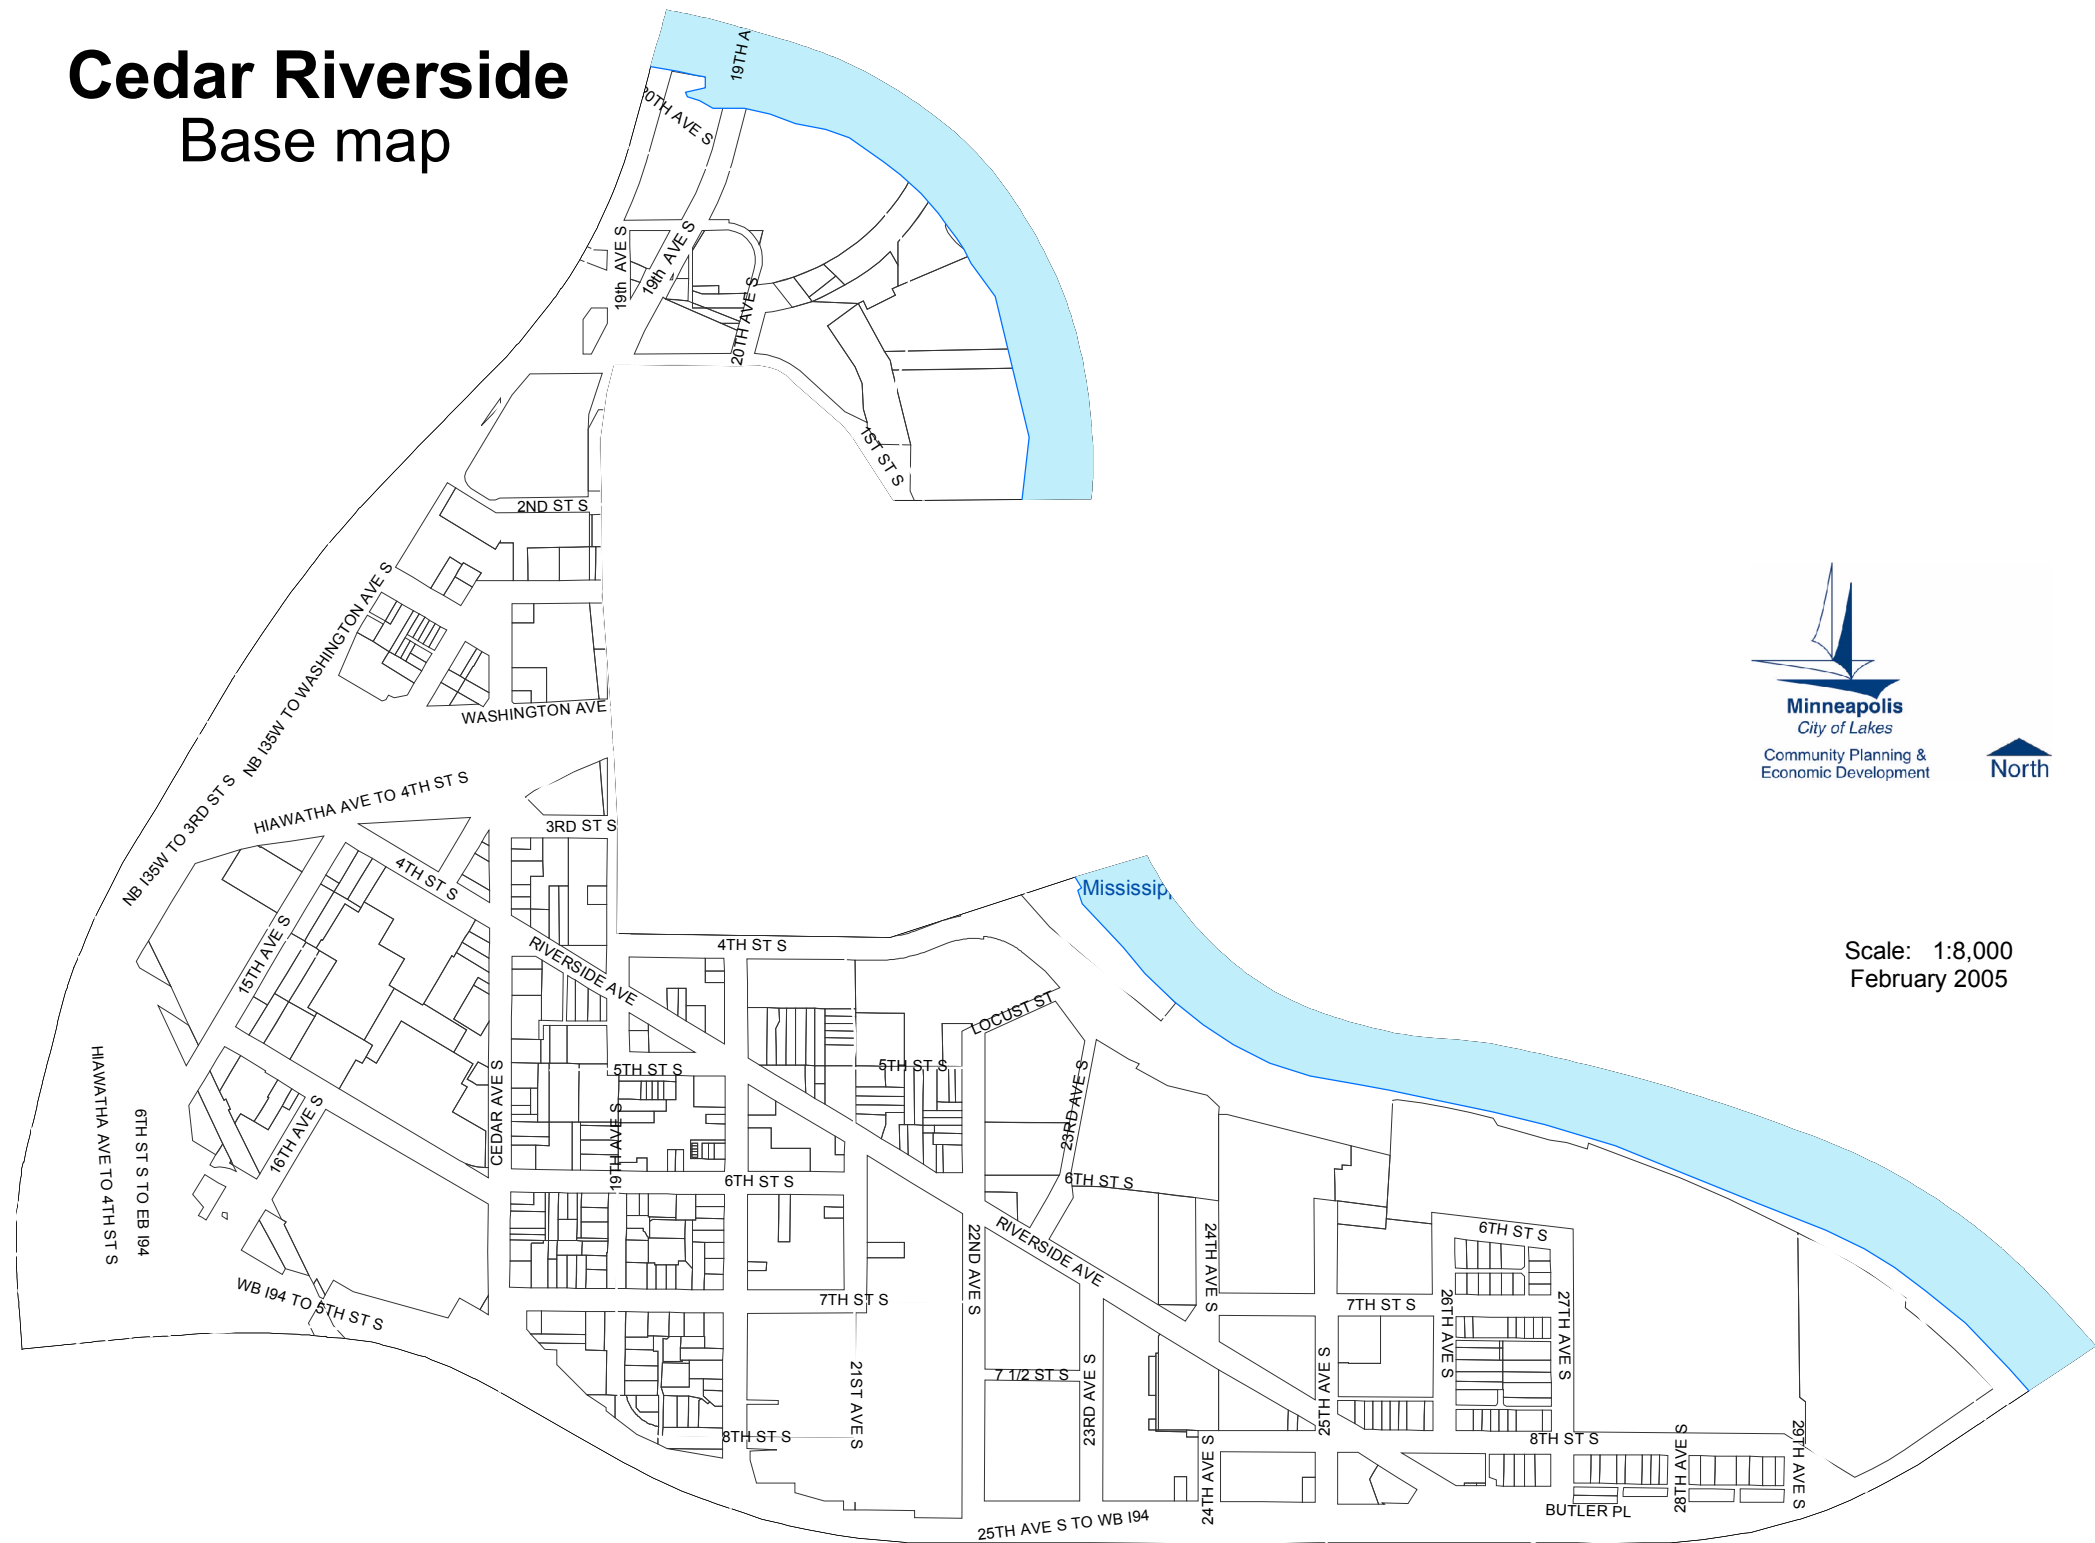 Cedar Riverside
Base map
19TH A
20TH AVE S
19th AVE S
19th AVE S
20TH AVE S
1ST ST S
2ND ST S
NB I35W TO WASHINGTON AVE S
WASHINGTON AVE
NB I35W TO 3RD ST S
HIAWATHA AVE TO 4TH ST S
3RD ST S
4TH ST S
15TH AVE S
RIVERSIDE AVE
4TH ST S
Mississipp
LOCUST ST
5TH ST S
5TH ST S
HIAWATHA AVE TO 4TH ST S
6TH ST S TO EB I94
16TH AVE S
CEDAR AVE S
19TH AVE S
6TH ST S
23RD AVE S
6TH ST S
WB I94 TO 5TH ST S
7TH ST S
22ND AVE S
RIVERSIDE AVE
24TH AVE S
7TH ST S
6TH ST S
26TH AVE S
27TH AVE S
21ST AVE S
7 1/2 ST S
23RD AVE S
25TH AVE S
8TH ST S
8TH ST S
24TH AVE S
28TH AVE S
29TH AVE S
25TH AVE S TO WB I94
BUTLER PL
Minneapolis
City of Lakes
Community Planning &
Economic Development
North
Scale: 1:8,000
February 2005